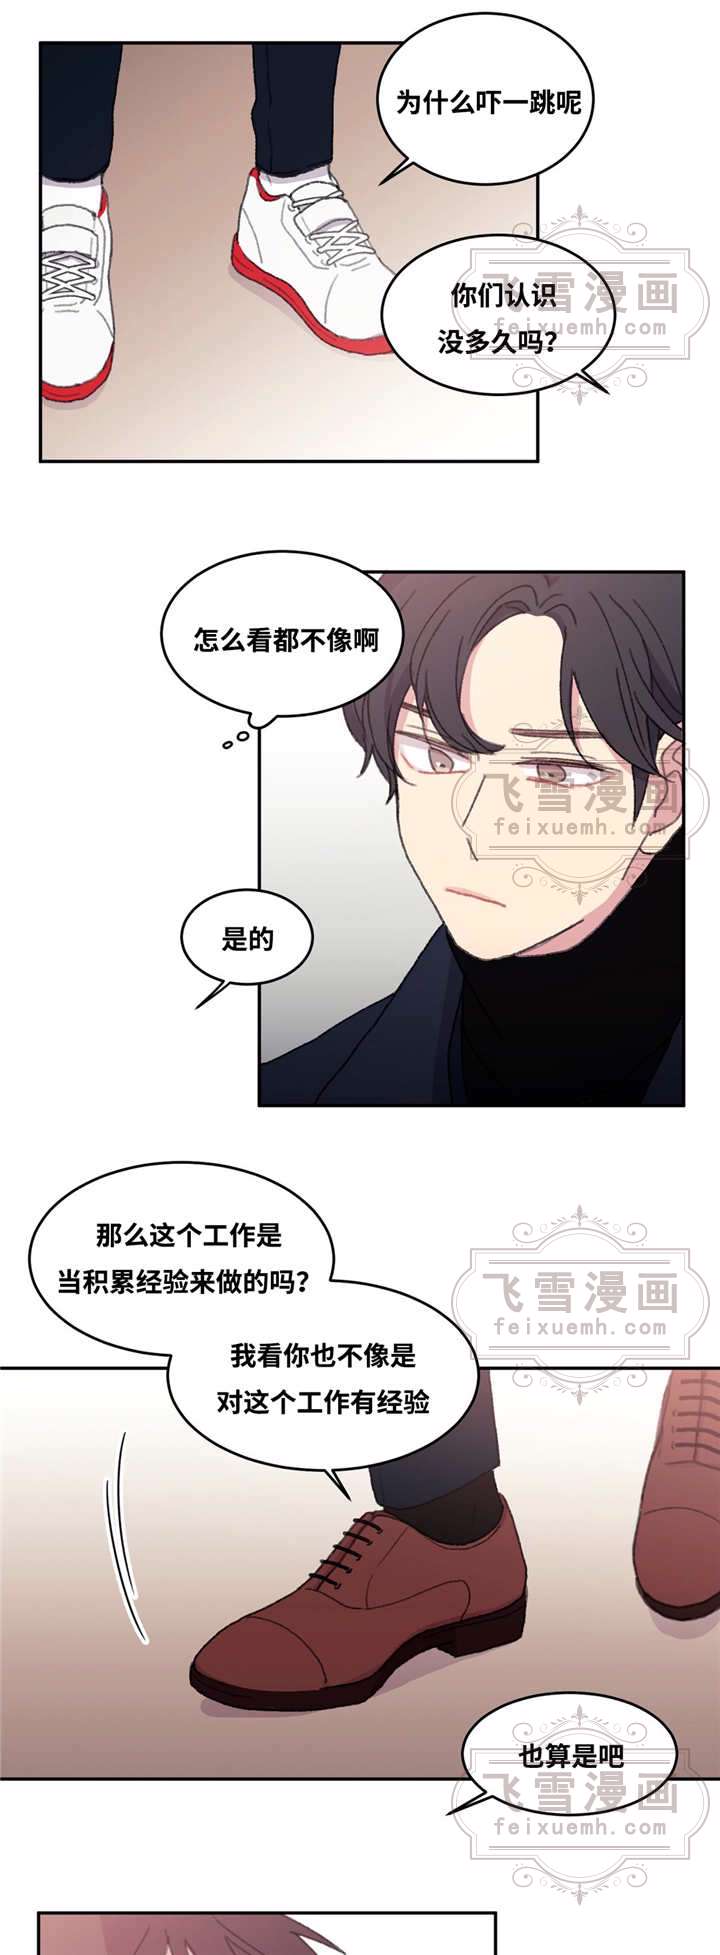 为什么吓一跳呢
你们认识
没多久吗？
飞雪漫画
feixuemh.com
怎么看都不像啊
飞雪漫画
feixuemh.com
是的
那么这个工作是
当积累经验来做的吗？
飞雪漫画
feixuemh.com
我看你也不像是
对这个工作有经验
也算是吧
飞雪漫画
feixuemh.com